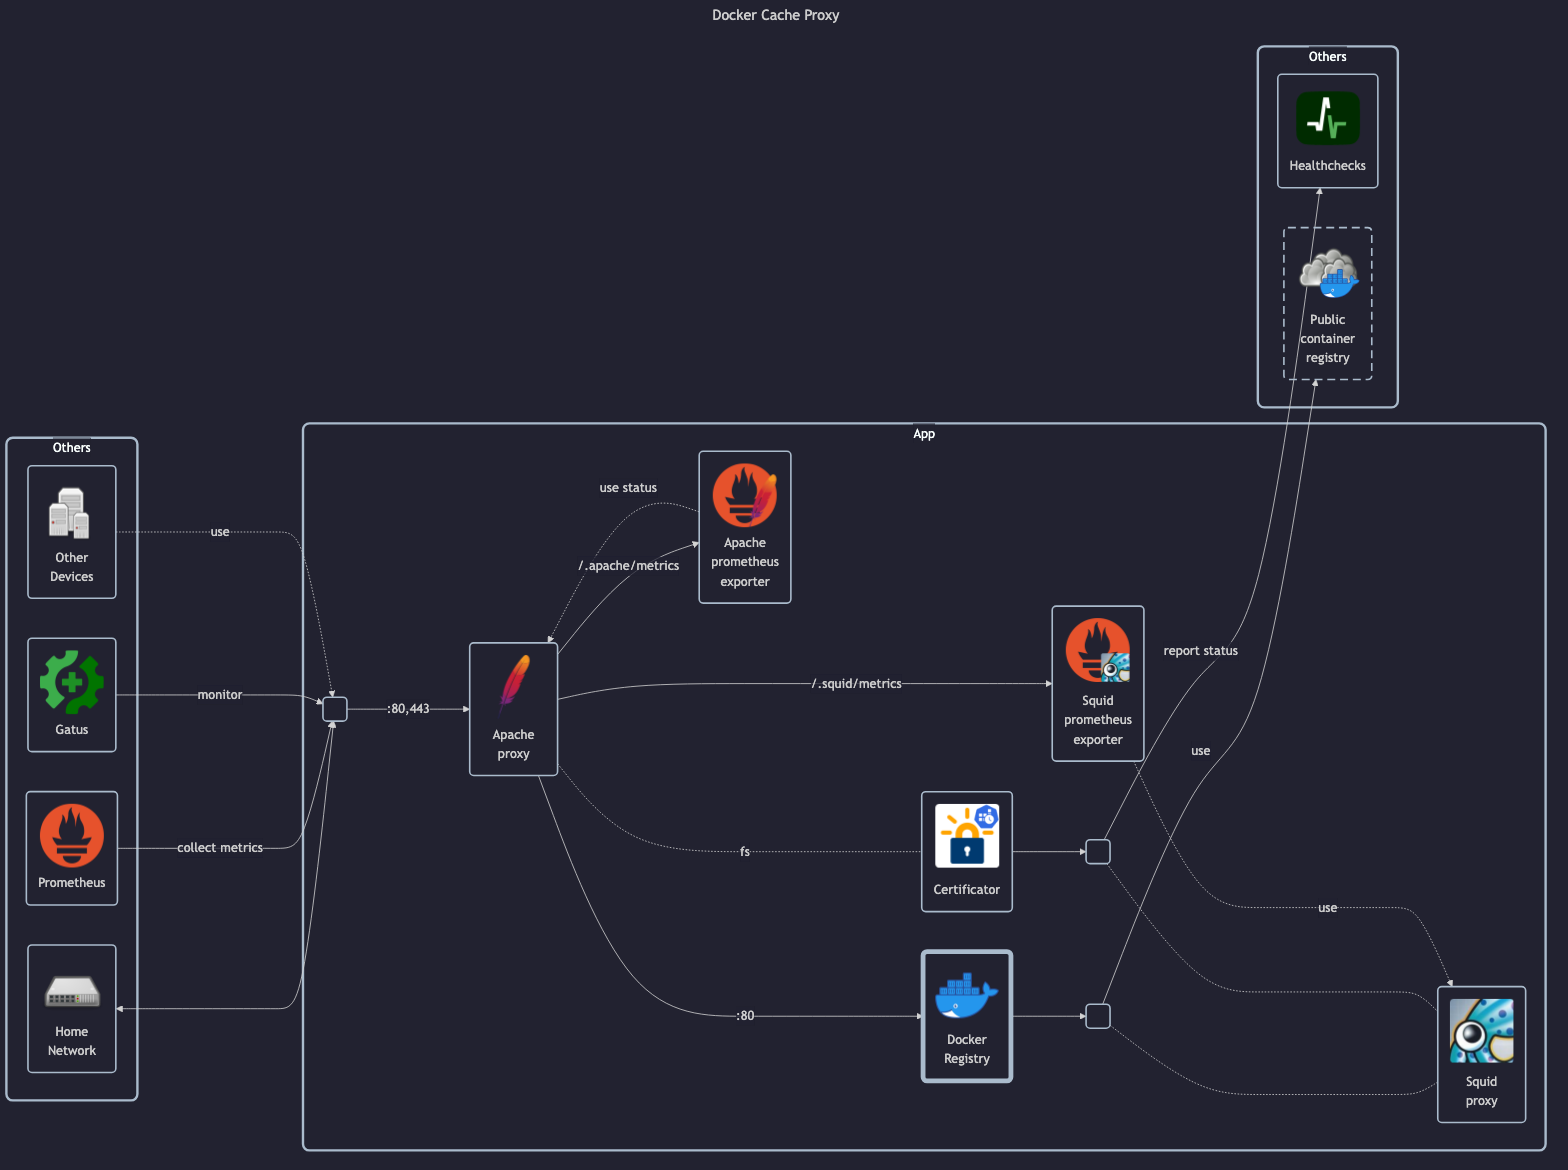 Docker Cache Proxy
Others
Healthchecks
Public
container
registry
App
Others
Other
Devices
Gatus
Prometheus
Home
Network
use
monitor
collect metrics
:80,443
Apache
proxy
use status
/.apache/metrics
Apache
prometheus
exporter
/.squid/metrics
Squid
prometheus
exporter
report status
use
fs
Certificator
use
:80
Docker
Registry
Squid
proxy